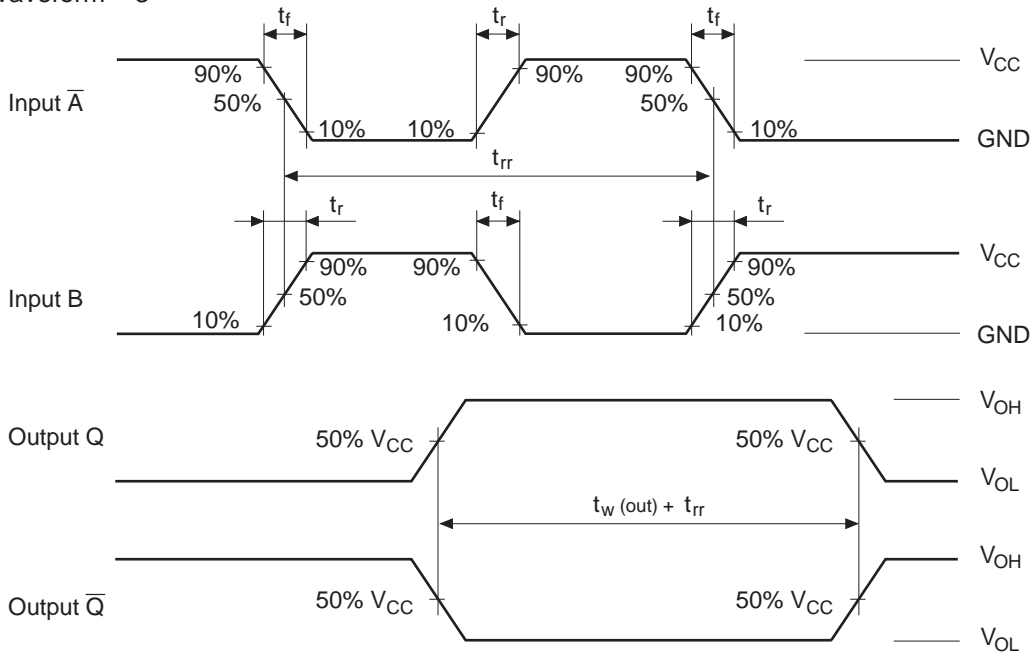 t_f t_r t_f
90% 90% 90% V_CC
Input A̅ 50% 50%
10% 10% 10% GND
t_rr
t_r t_f t_r
90% 90% 90% V_CC
Input B 50% 50%
10% 10% 10% GND
V_OH
Output Q 50% V_CC 50% V_CC
V_OL
t_w (out) + t_rr
V_OH
Output Q̅ 50% V_CC 50% V_CC
V_OL